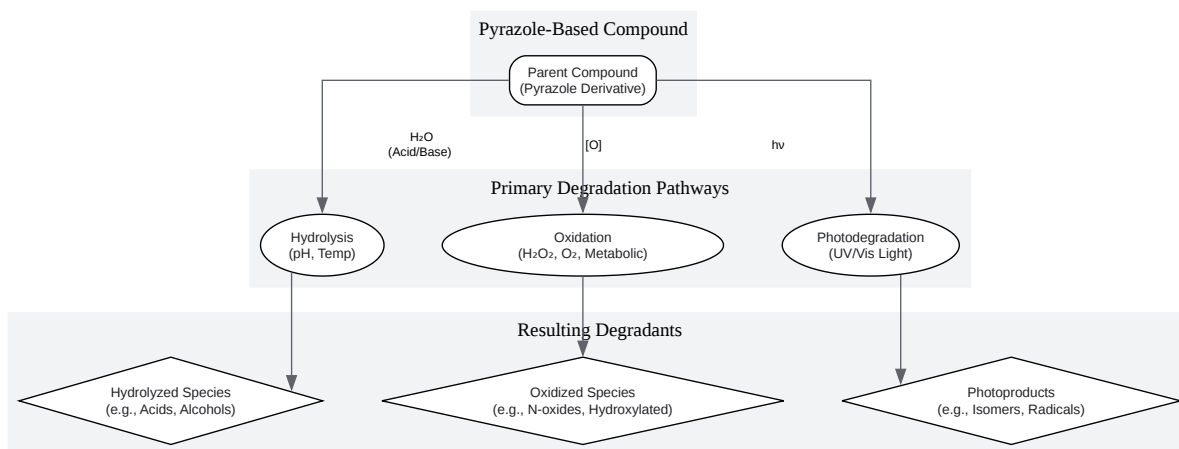 Pyrazole-Based Compound
Parent Compound
(Pyrazole Derivative)
H₂O
(Acid/Base)
[O]
hν
Primary Degradation Pathways
Hydrolysis
(pH, Temp)
Oxidation
(H₂O₂, O₂, Metabolic)
Photodegradation
(UV/Vis Light)
Resulting Degradants
Hydrolyzed Species
(e.g., Acids, Alcohols)
Oxidized Species
(e.g., N-oxides, Hydroxylated)
Photoproducts
(e.g., Isomers, Radicals)